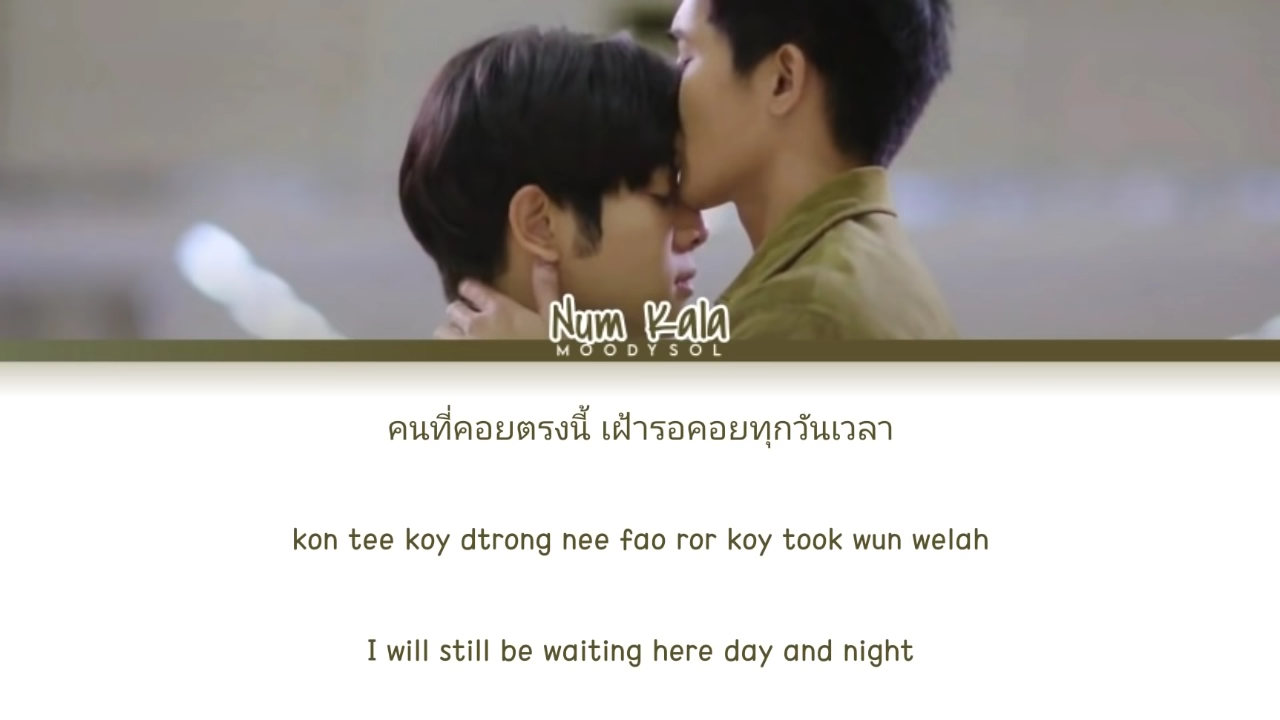 Num Kala
MOODYSOL
คนที่คอยตรงนี้ เฝ้ารอคอยทุกวันเวลา
kon tee koy dtrong nee fao ror koy took wun welah
I will still be waiting here day and night